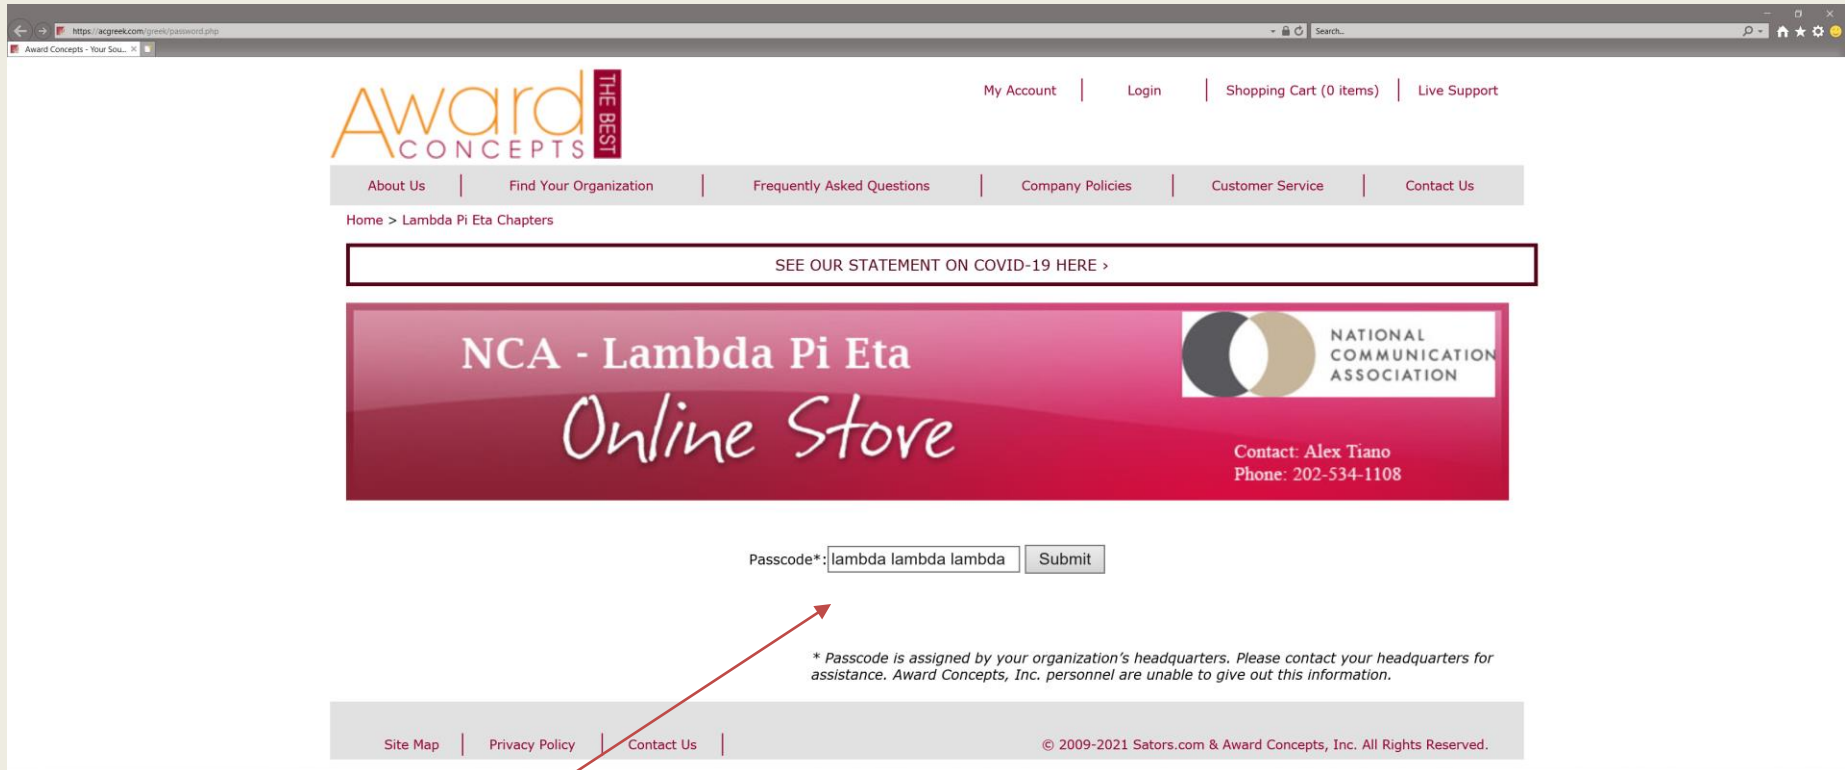 https://acgreek.com/greek/password.php
Search...
Award Concepts - Your Sou...
Award
CONCEPTS
THE BEST
My Account
Login
Shopping Cart (0 items)
Live Support
About Us
Find Your Organization
Frequently Asked Questions
Company Policies
Customer Service
Contact Us
Home > Lambda Pi Eta Chapters
SEE OUR STATEMENT ON COVID-19 HERE ›
NCA - Lambda Pi Eta
Online Store
NATIONAL
COMMUNICATION
ASSOCIATION
Contact: Alex Tiano
Phone: 202-534-1108
Passcode*: lambda lambda lambda Submit
* Passcode is assigned by your organization's headquarters. Please contact your headquarters for
assistance. Award Concepts, Inc. personnel are unable to give out this information.
Site Map
Privacy Policy
Contact Us
© 2009-2021 Sators.com & Award Concepts, Inc. All Rights Reserved.